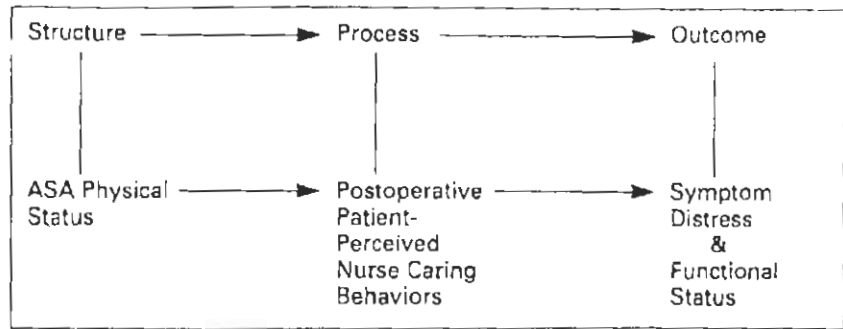 Structure
Process
Outcome
ASA Physical
Status
Postoperative
Patient-
Perceived
Nurse Caring
Behaviors
Symptom
Distress
&
Functional
Status